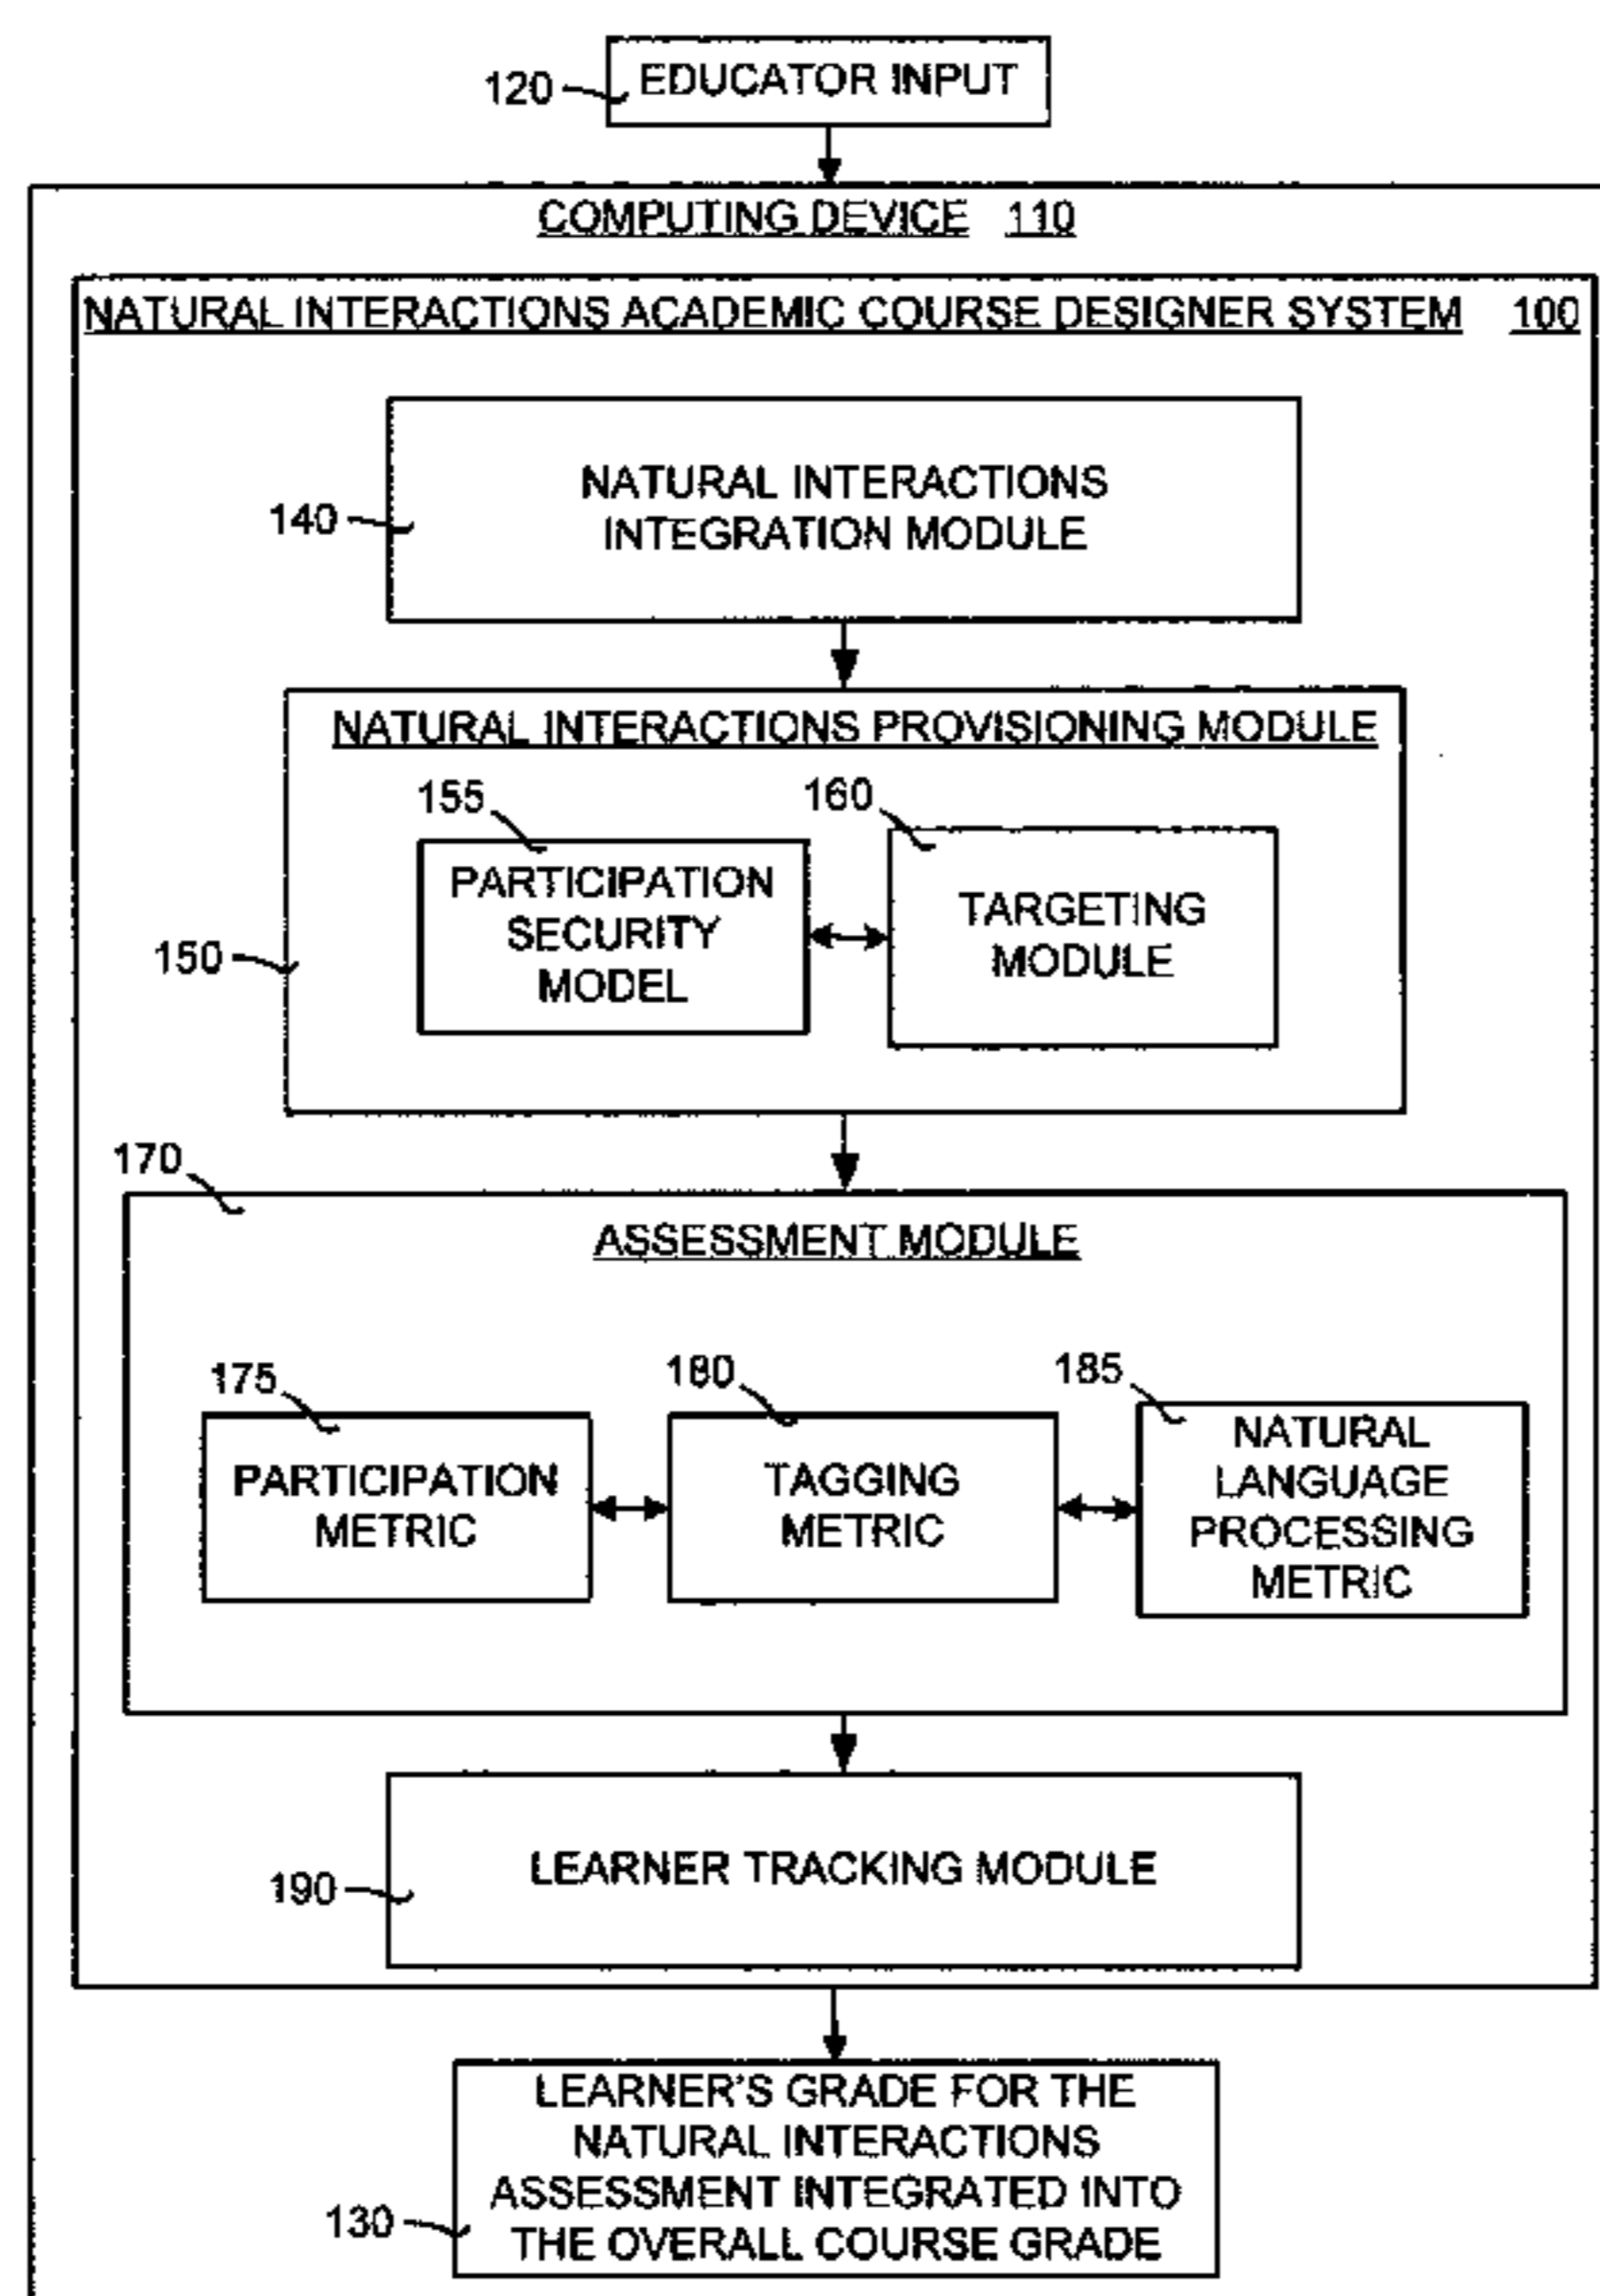 EDUCATOR INPUT
120
COMPUTING DEVICE 110
NATURAL INTERACTIONS ACADEMIC COURSE DESIGNER SYSTEM 100
NATURAL INTERACTIONS
INTEGRATION MODULE
140
NATURAL INTERACTIONS PROVISIONING MODULE
155
160
PARTICIPATION
SECURITY
MODEL
TARGETING
MODULE
150
170
ASSESSMENT MODULE
175
180
185
PARTICIPATION
METRIC
TAGGING
METRIC
NATURAL
LANGUAGE
PROCESSING
METRIC
LEARNER TRACKING MODULE
190
LEARNER'S GRADE FOR THE
NATURAL INTERACTIONS
ASSESSMENT INTEGRATED INTO
THE OVERALL COURSE GRADE
130